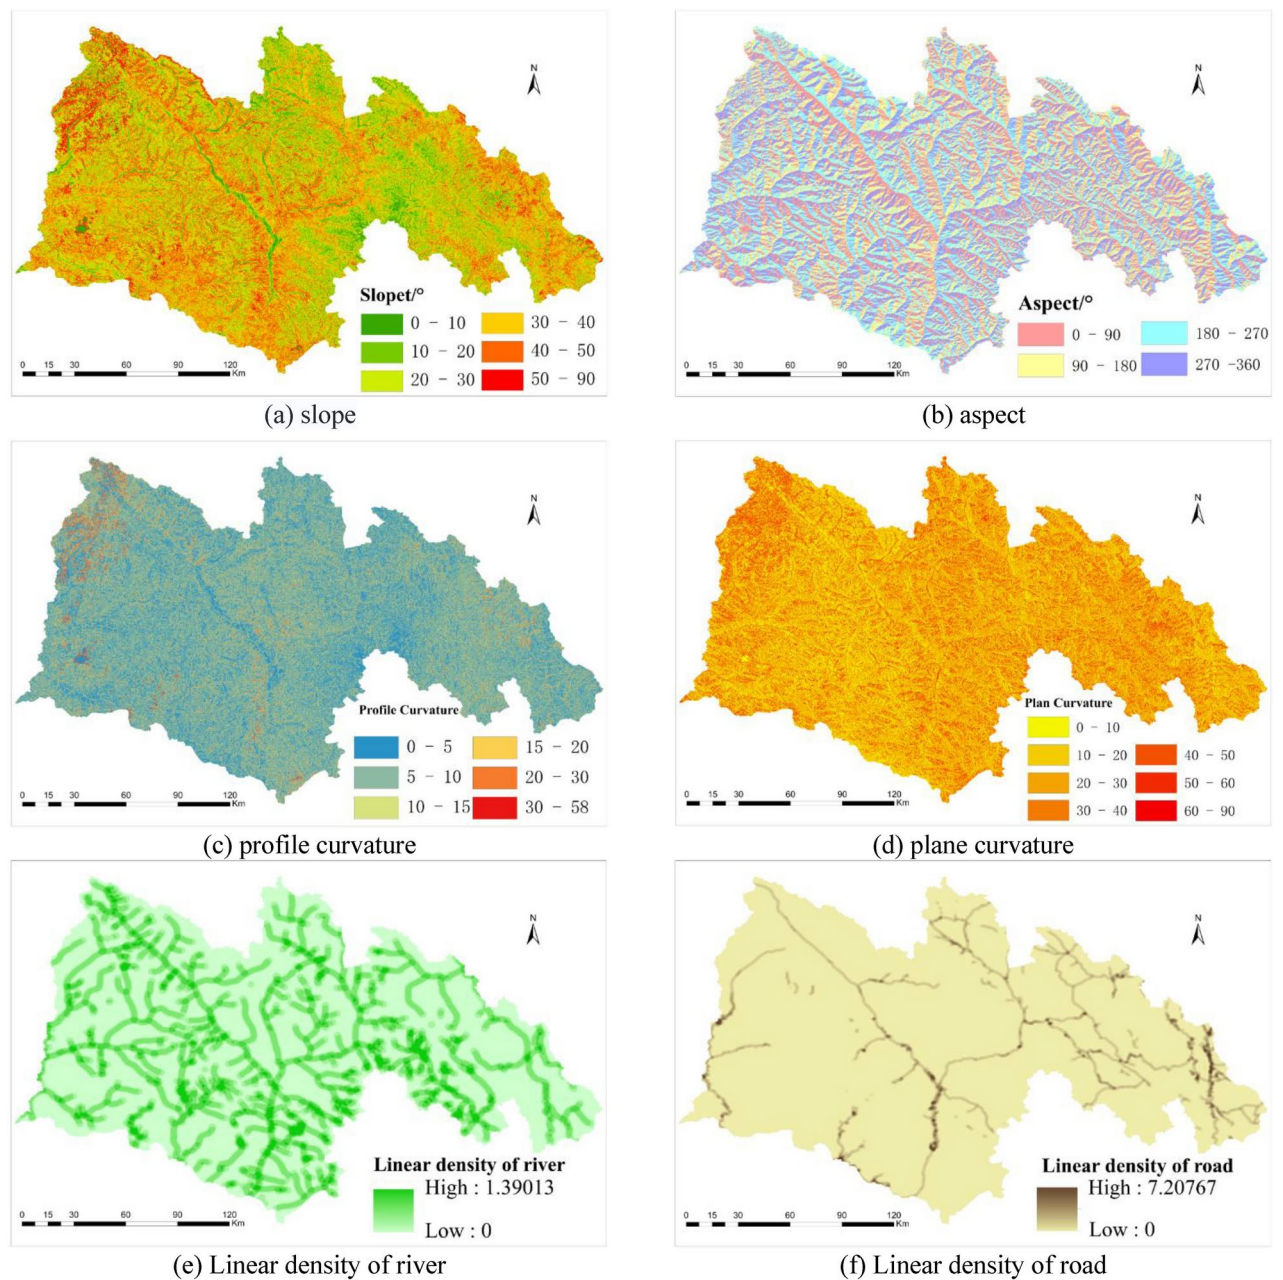 N
Slopet/°
0 - 10
30 - 40
10 - 20
40 - 50
20 - 30
50 - 90
0 15 30 60 90 120
Km
(a) slope
N
Aspect/°
0 - 90
180 - 270
90 - 180
270 -360
0 15 30 60 90 120
Km
(b) aspect
N
Profile Curvature
0 - 5
15 - 20
5 - 10
20 - 30
10 - 15
30 - 58
0 15 30 60 90 120
Km
(c) profile curvature
N
Plan Curvature
0 - 10
10 - 20
40 - 50
20 - 30
50 - 60
30 - 40
60 - 90
0 15 30 60 90 120
Km
(d) plane curvature
N
Linear density of river
High : 1.39013
Low : 0
0 15 30 60 90 120
Km
(e) Linear density of river
N
Linear density of road
High : 7.20767
Low : 0
0 15 30 60 90 120
Km
(f) Linear density of road